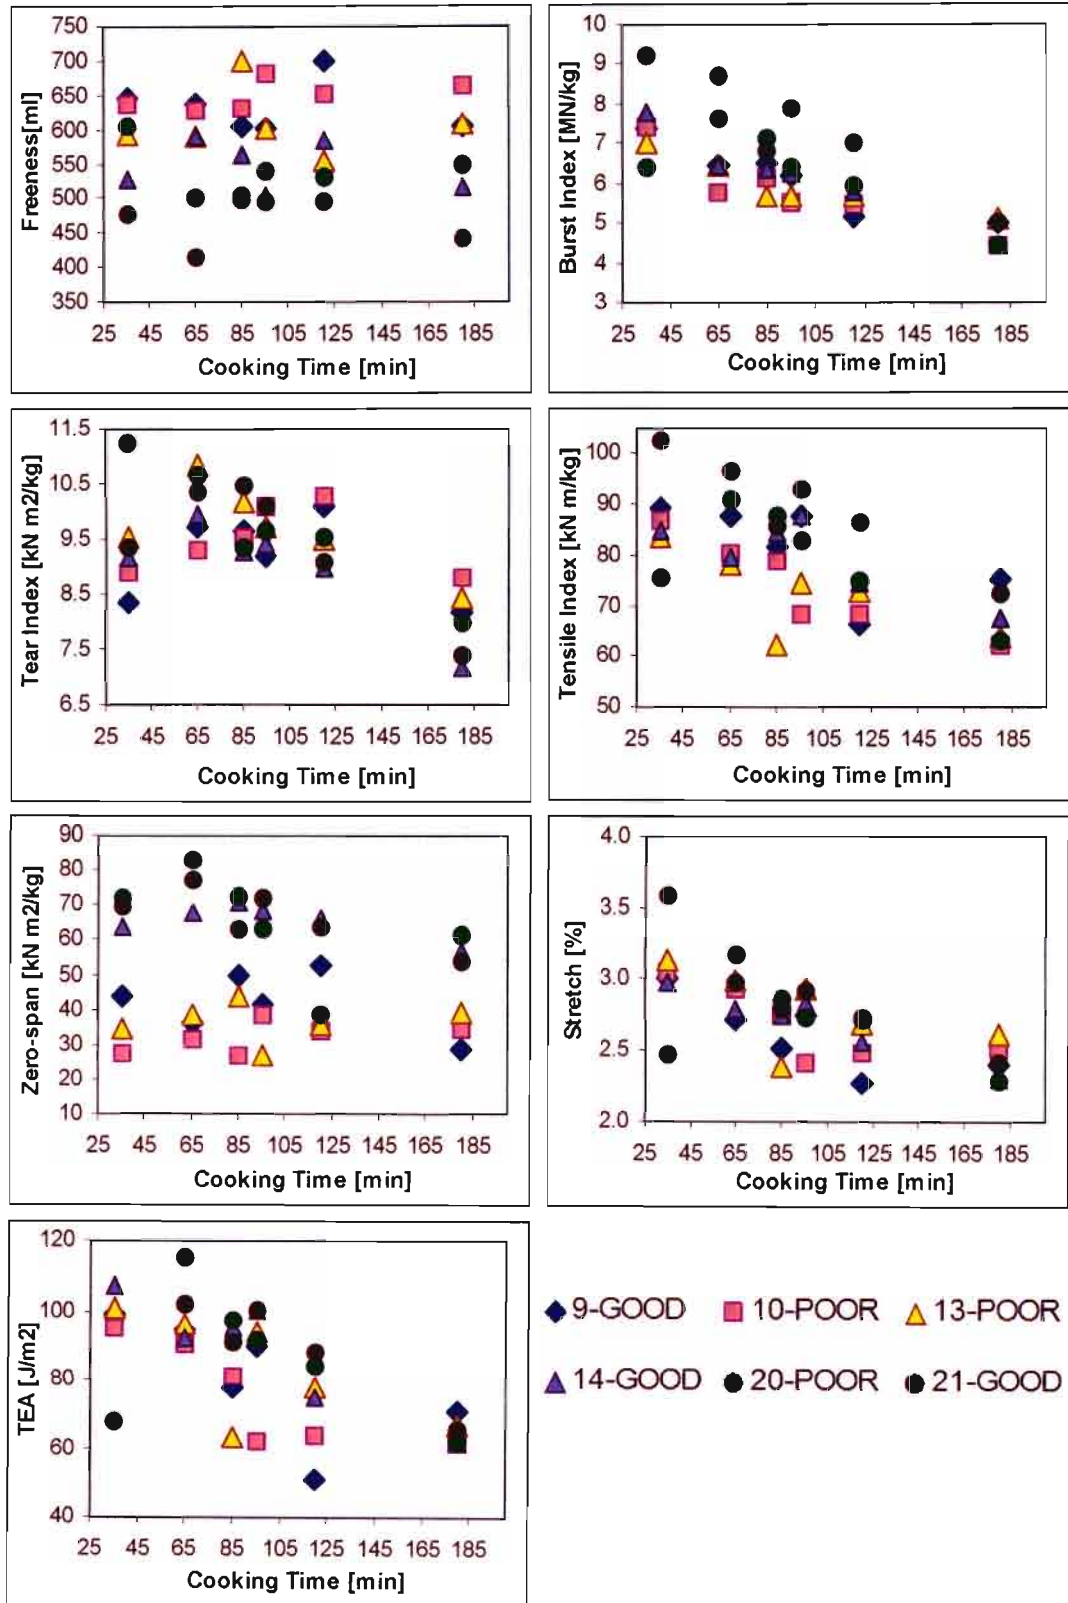 750
700
650
600
550
500
450
400
350
Freeness[ml]
25 45 65 85 105 125 145 165 185
Cooking Time [min]
10
9
8
7
6
5
4
3
Burst Index [MN/kg]
25 45 65 85 105 125 145 165 185
Cooking Time [min]
11.5
10.5
9.5
8.5
7.5
6.5
Tear Index [kN m2/kg]
25 45 65 85 105 125 145 165 185
Cooking Time [min]
100
90
80
70
60
50
Tensile Index [kN m/kg]
25 45 65 85 105 125 145 165 185
Cooking Time [min]
90
80
70
60
50
40
30
20
10
Zero-span [kN m2/kg]
25 45 65 85 105 125 145 165 185
Cooking Time [min]
4.0
3.5
3.0
2.5
2.0
Stretch [%]
25 45 65 85 105 125 145 165 185
Cooking Time [min]
120
100
80
60
40
TEA [J/m2]
25 45 65 85 105 125 145 165 185
Cooking Time [min]
9-GOOD 10-POOR 13-POOR
14-GOOD 20-POOR 21-GOOD